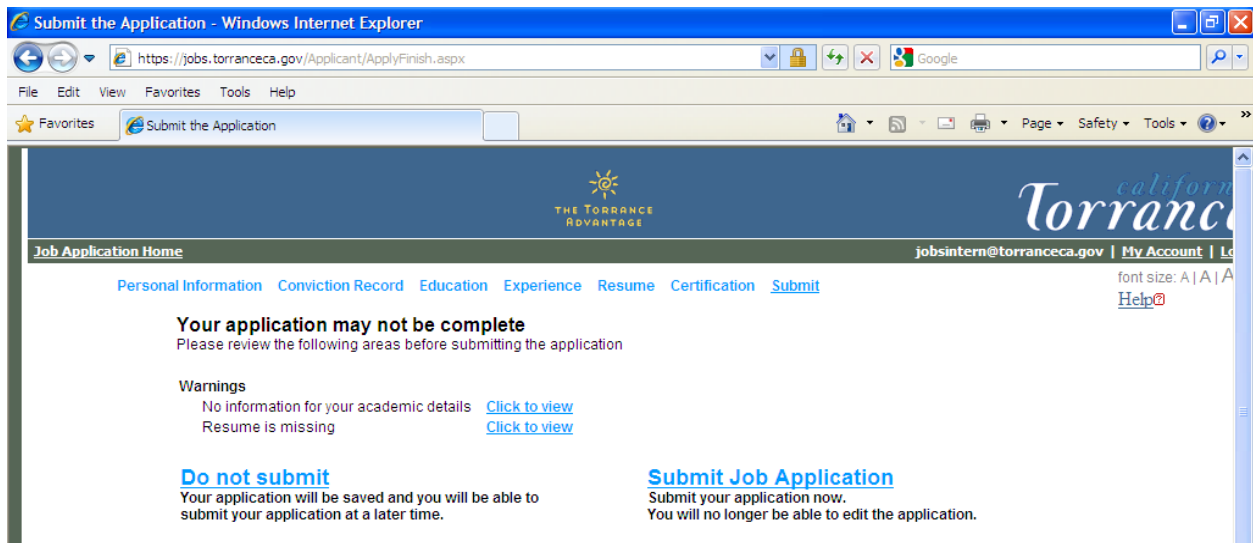 Submit the Application - Windows Internet Explorer
https://jobs.torranceca.gov/Applicant/ApplyFinish.aspx Google
File Edit View Favorites Tools Help
Favorites Submit the Application Page Safety Tools »
THE TORRANCE
ADVANTAGE
californ
Torranc
Job Application Home jobsintern@torranceca.gov | My Account | Lo
font size: A | A | A
Personal Information Conviction Record Education Experience Resume Certification Submit
Help?
Your application may not be complete
Please review the following areas before submitting the application
Warnings
No information for your academic details Click to view
Resume is missing Click to view
Do not submit Submit Job Application
Your application will be saved and you will be able to Submit your application now.
submit your application at a later time. You will no longer be able to edit the application.